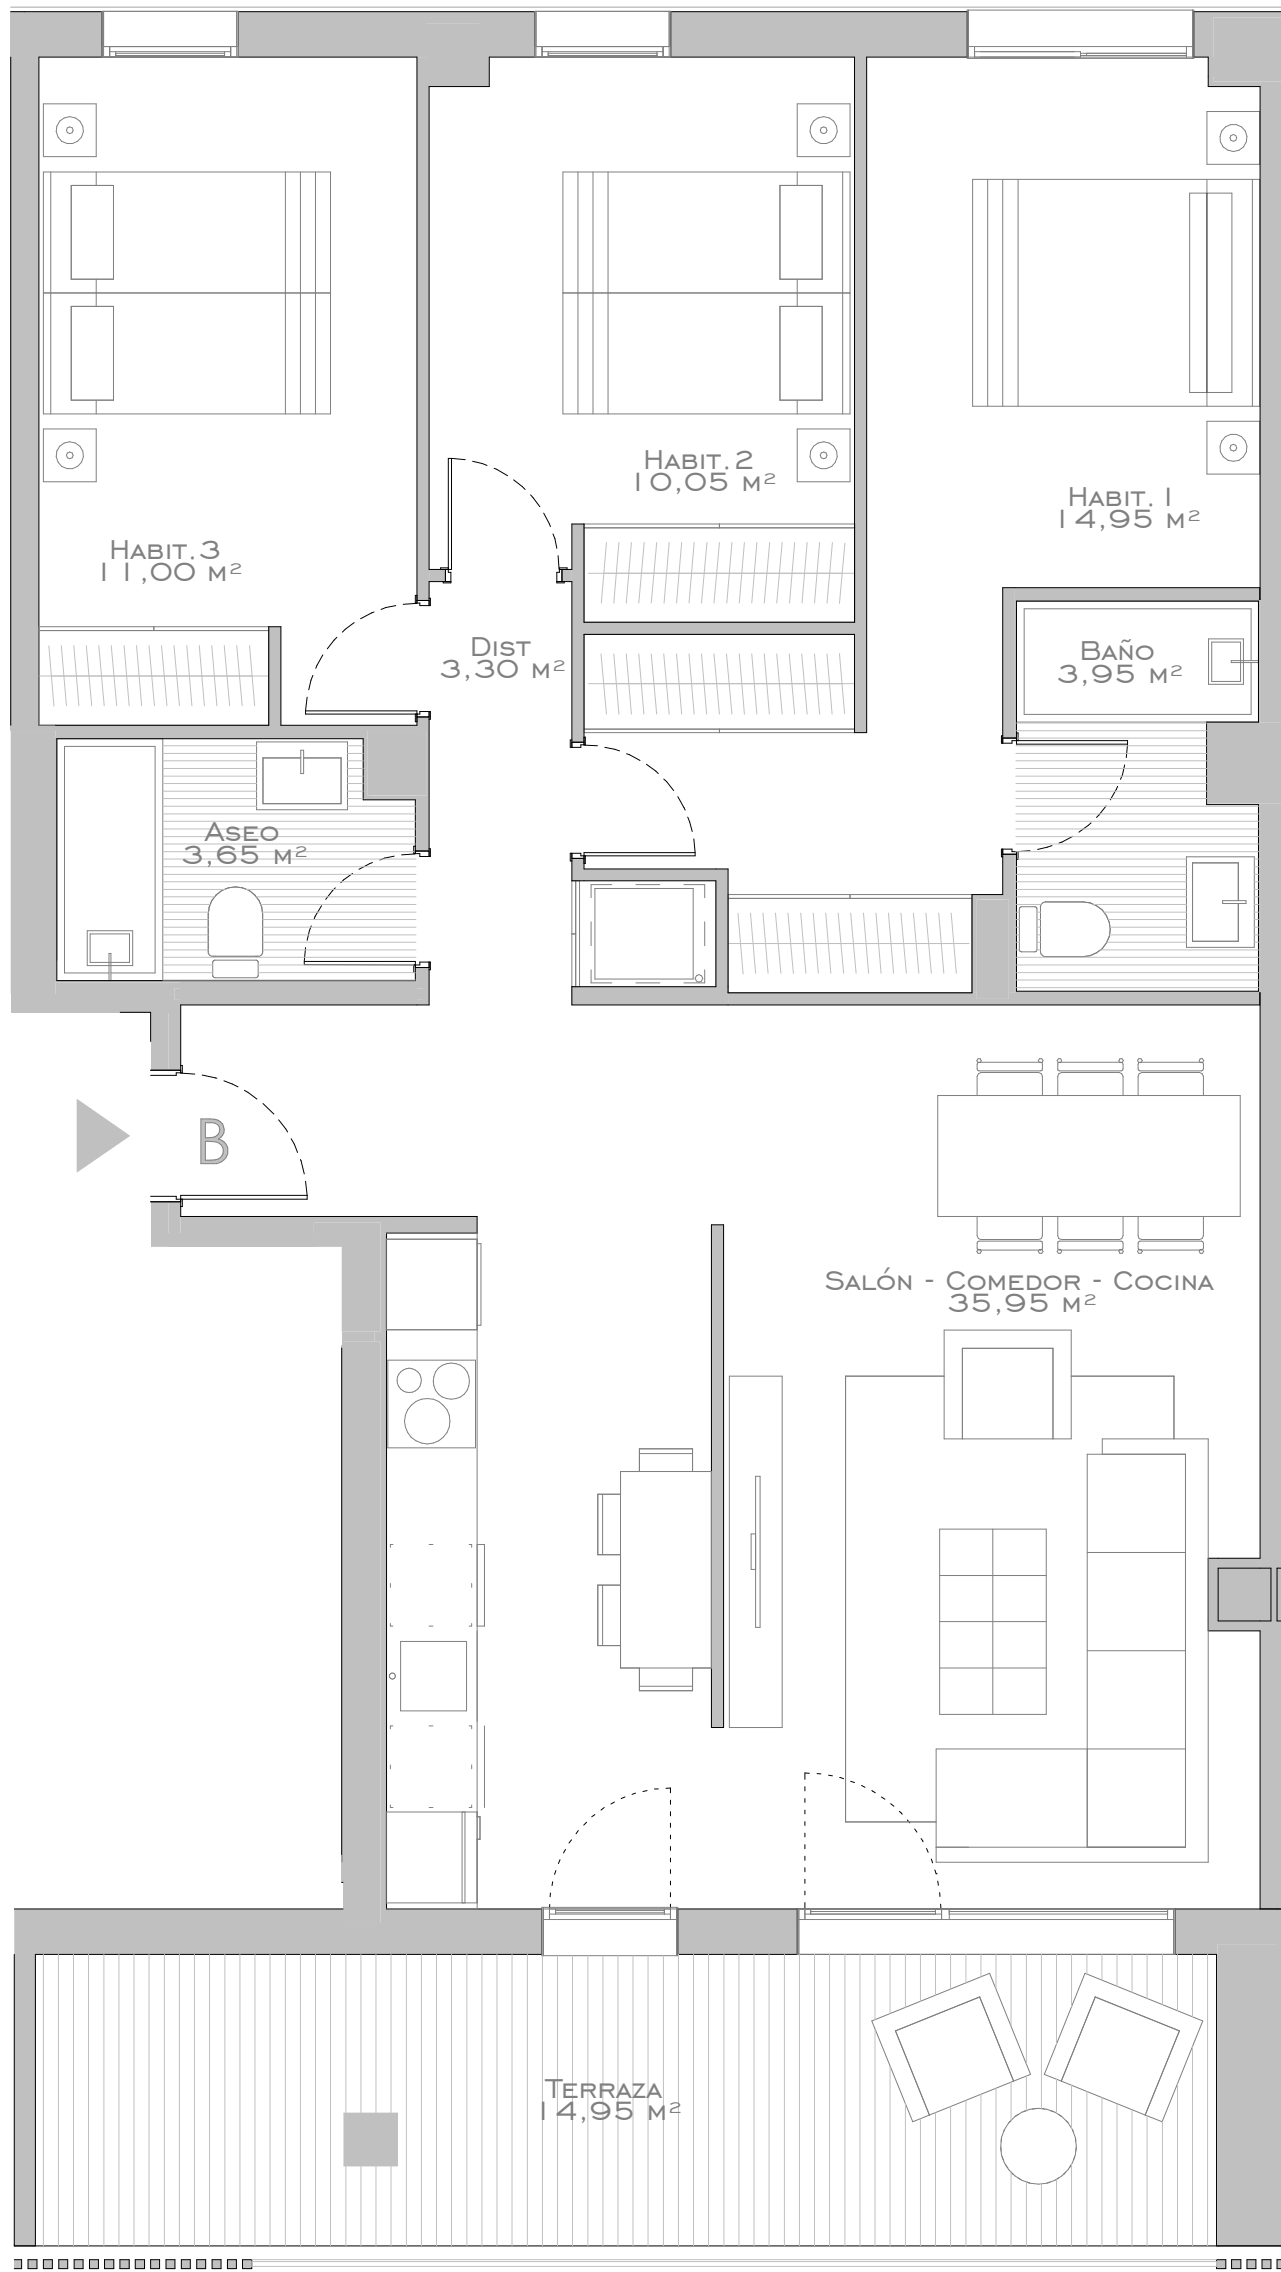 Habit. 2
10,05 m²
Habit. 1
14,95 m²
Habit. 3
11,00 m²
Dist
3,30 m²
Baño
3,95 m²
Aseo
3,65 m²
B
Salón - Comedor - Cocina
35,95 m²
Terraza
14,95 m²